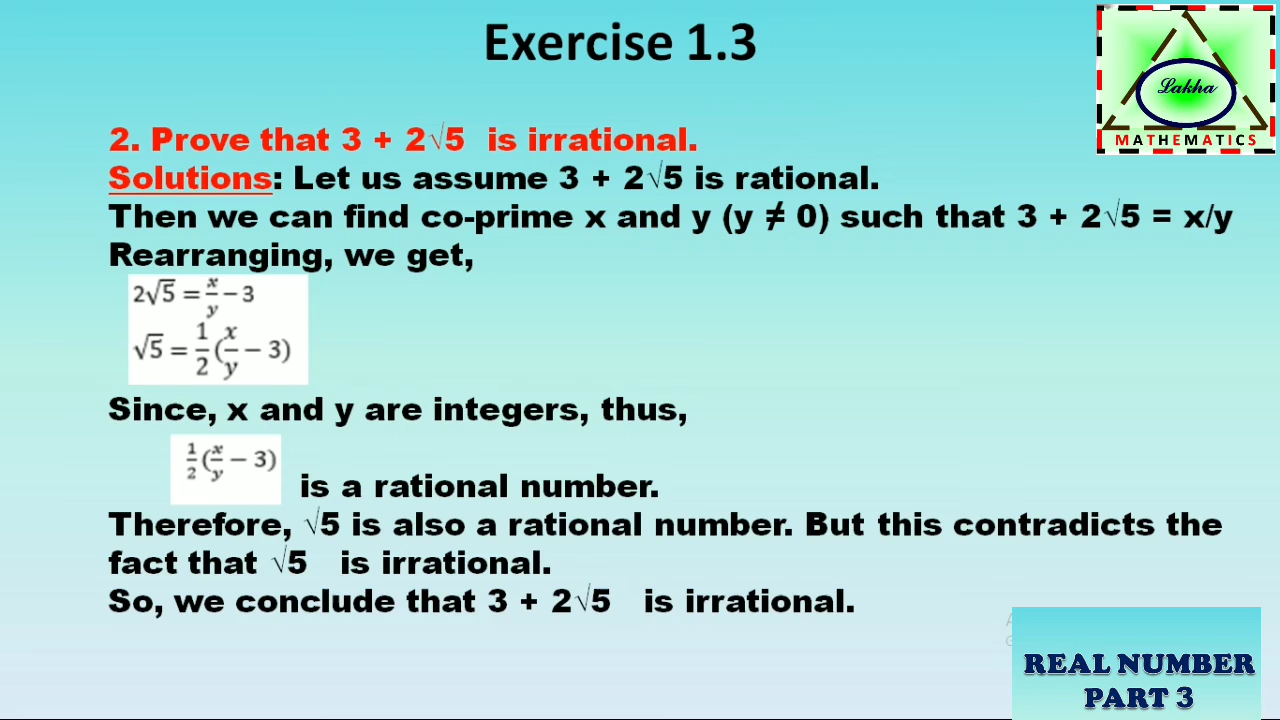 Exercise 1.3
Lakha
MATHEMATICS
2. Prove that 3 + 2√5 is irrational.
Solutions: Let us assume 3 + 2√5 is rational.
Then we can find co-prime x and y (y ≠ 0) such that 3 + 2√5 = x/y
Rearranging, we get,
2√5 = x/y − 3
√5 = 1/2(x/y − 3)
Since, x and y are integers, thus,
1/2(x/y − 3)
is a rational number.
Therefore, √5 is also a rational number. But this contradicts the
fact that √5 is irrational.
So, we conclude that 3 + 2√5 is irrational.
REAL NUMBER
PART 3